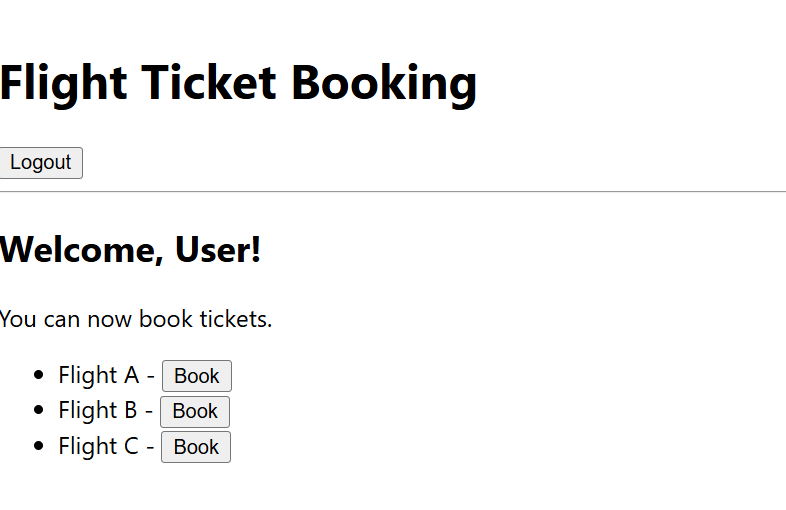 Flight Ticket Booking
Logout
Welcome, User!
You can now book tickets.
Flight A - Book
Flight B - Book
Flight C - Book